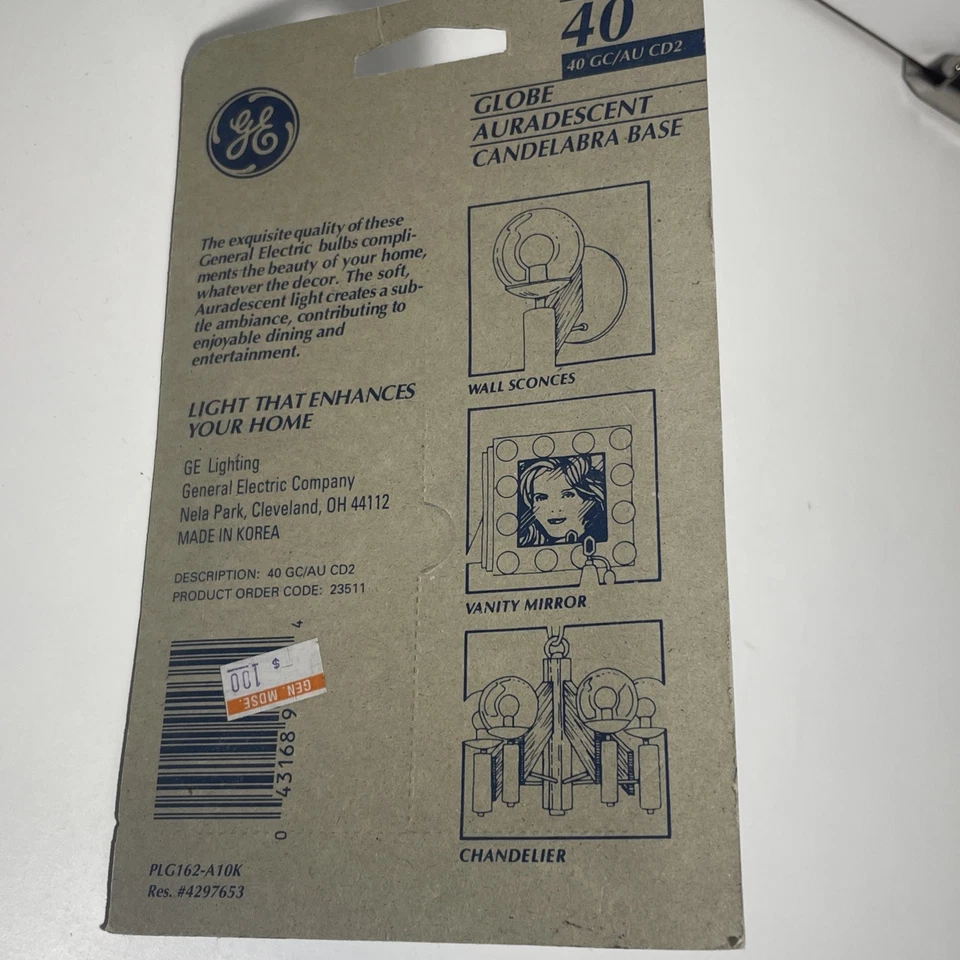 40
40 GC/AU CD2
GLOBE
AURADESCENT
CANDELABRA BASE
GE
The exquisite quality of these
General Electric bulbs compli-
ments the beauty of your home,
whatever the decor. The soft,
Auradescent light creates a sub-
tle ambiance, contributing to
enjoyable dining and
entertainment.
LIGHT THAT ENHANCES
YOUR HOME
GE Lighting
General Electric Company
Nela Park, Cleveland, OH 44112
MADE IN KOREA
DESCRIPTION: 40 GC/AU CD2
PRODUCT ORDER CODE: 23511
WALL SCONCES
VANITY MIRROR
CHANDELIER
GEN. MDSE.
$ 1.00
0 43168 9
4
PLG162-A10K
Res. #4297653